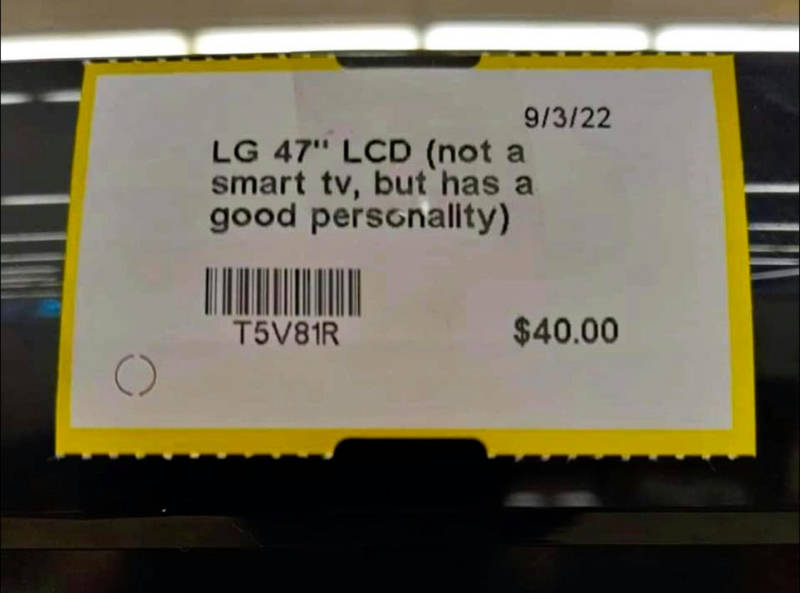 9/3/22
LG 47" LCD (not a
smart tv, but has a
good personality)
T5V81R
$40.00